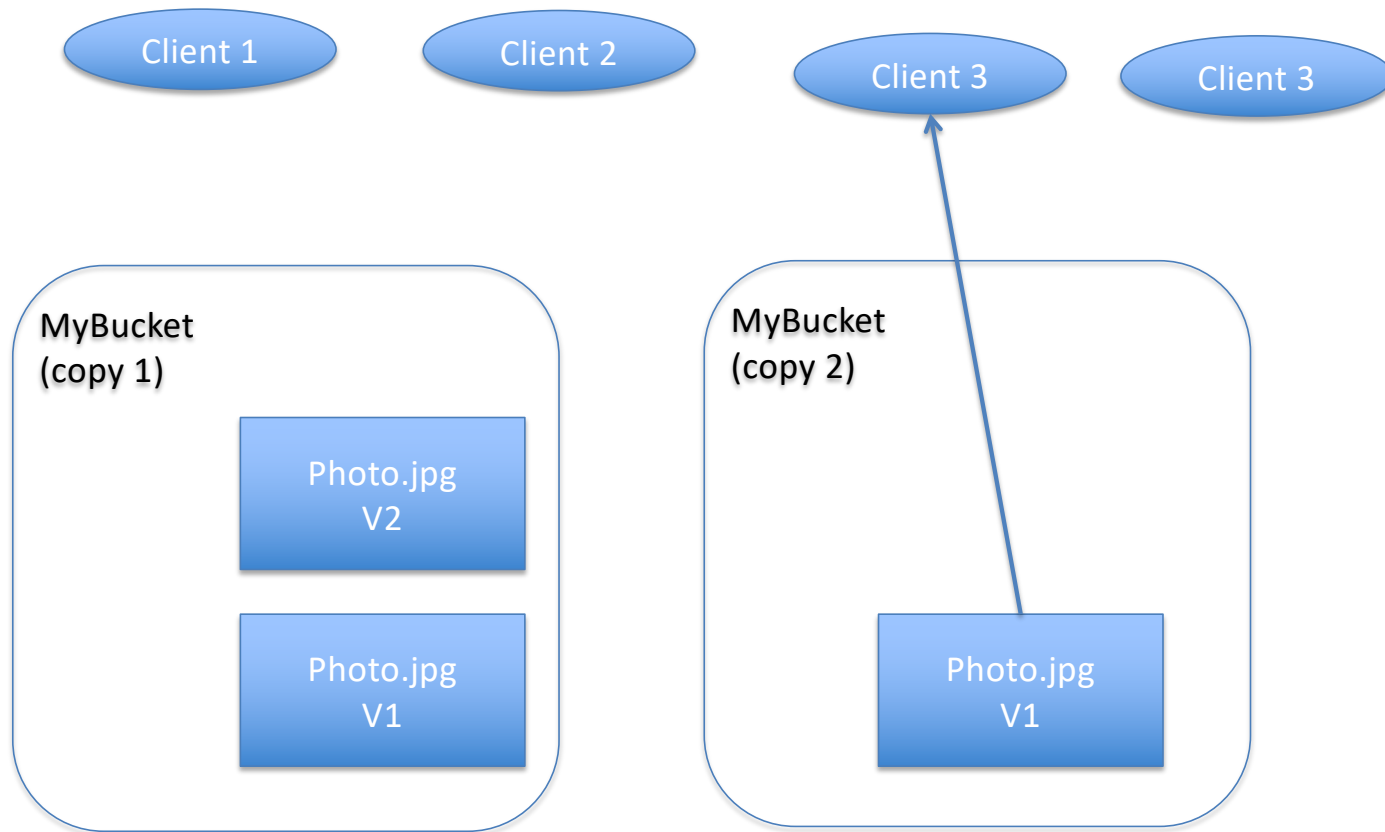 Client 1
Client 2
Client 3
Client 3
MyBucket
(copy 1)
Photo.jpg
V2
Photo.jpg
V1
MyBucket
(copy 2)
Photo.jpg
V1